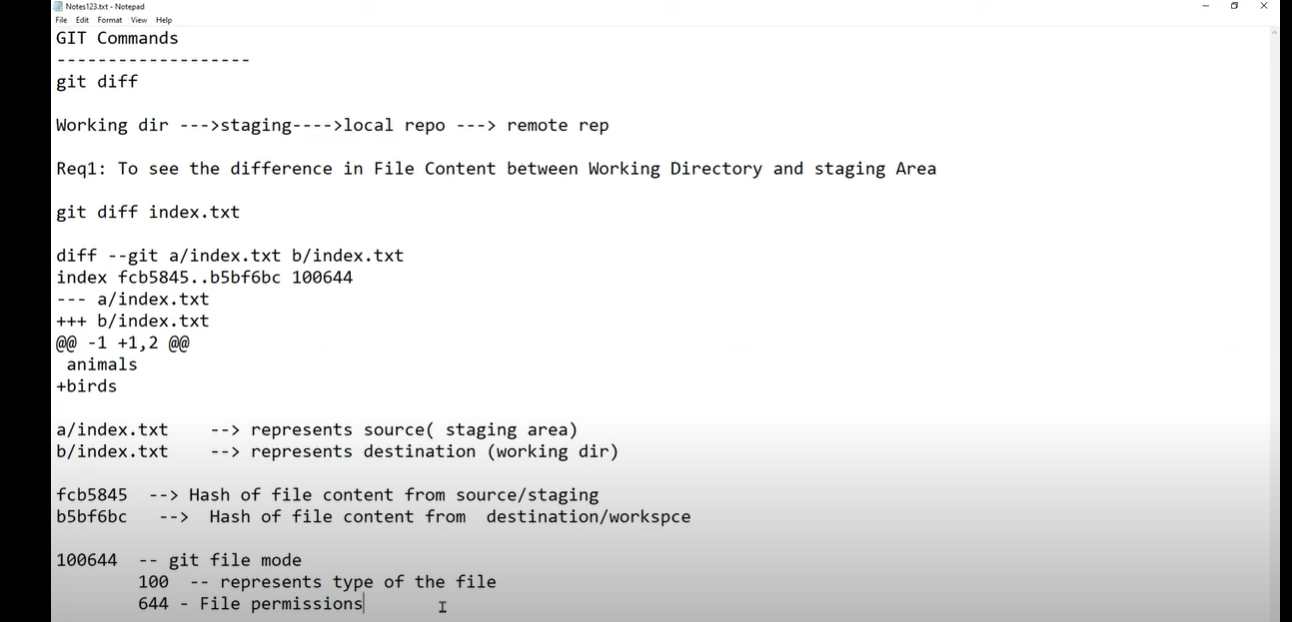 Notes123.txt - Notepad
File Edit Format View Help
GIT Commands
-------------------
git diff
Working dir --->staging---->local repo ---> remote rep
Req1: To see the difference in File Content between Working Directory and staging Area
git diff index.txt
diff --git a/index.txt b/index.txt
index fcb5845..b5bf6bc 100644
--- a/index.txt
+++ b/index.txt
@@ -1 +1,2 @@
 animals
+birds
a/index.txt    --> represents source( staging area)
b/index.txt    --> represents destination (working dir)
fcb5845  --> Hash of file content from source/staging
b5bf6bc   -->  Hash of file content from  destination/workspce
100644  -- git file mode
        100  -- represents type of the file
        644 - File permissions